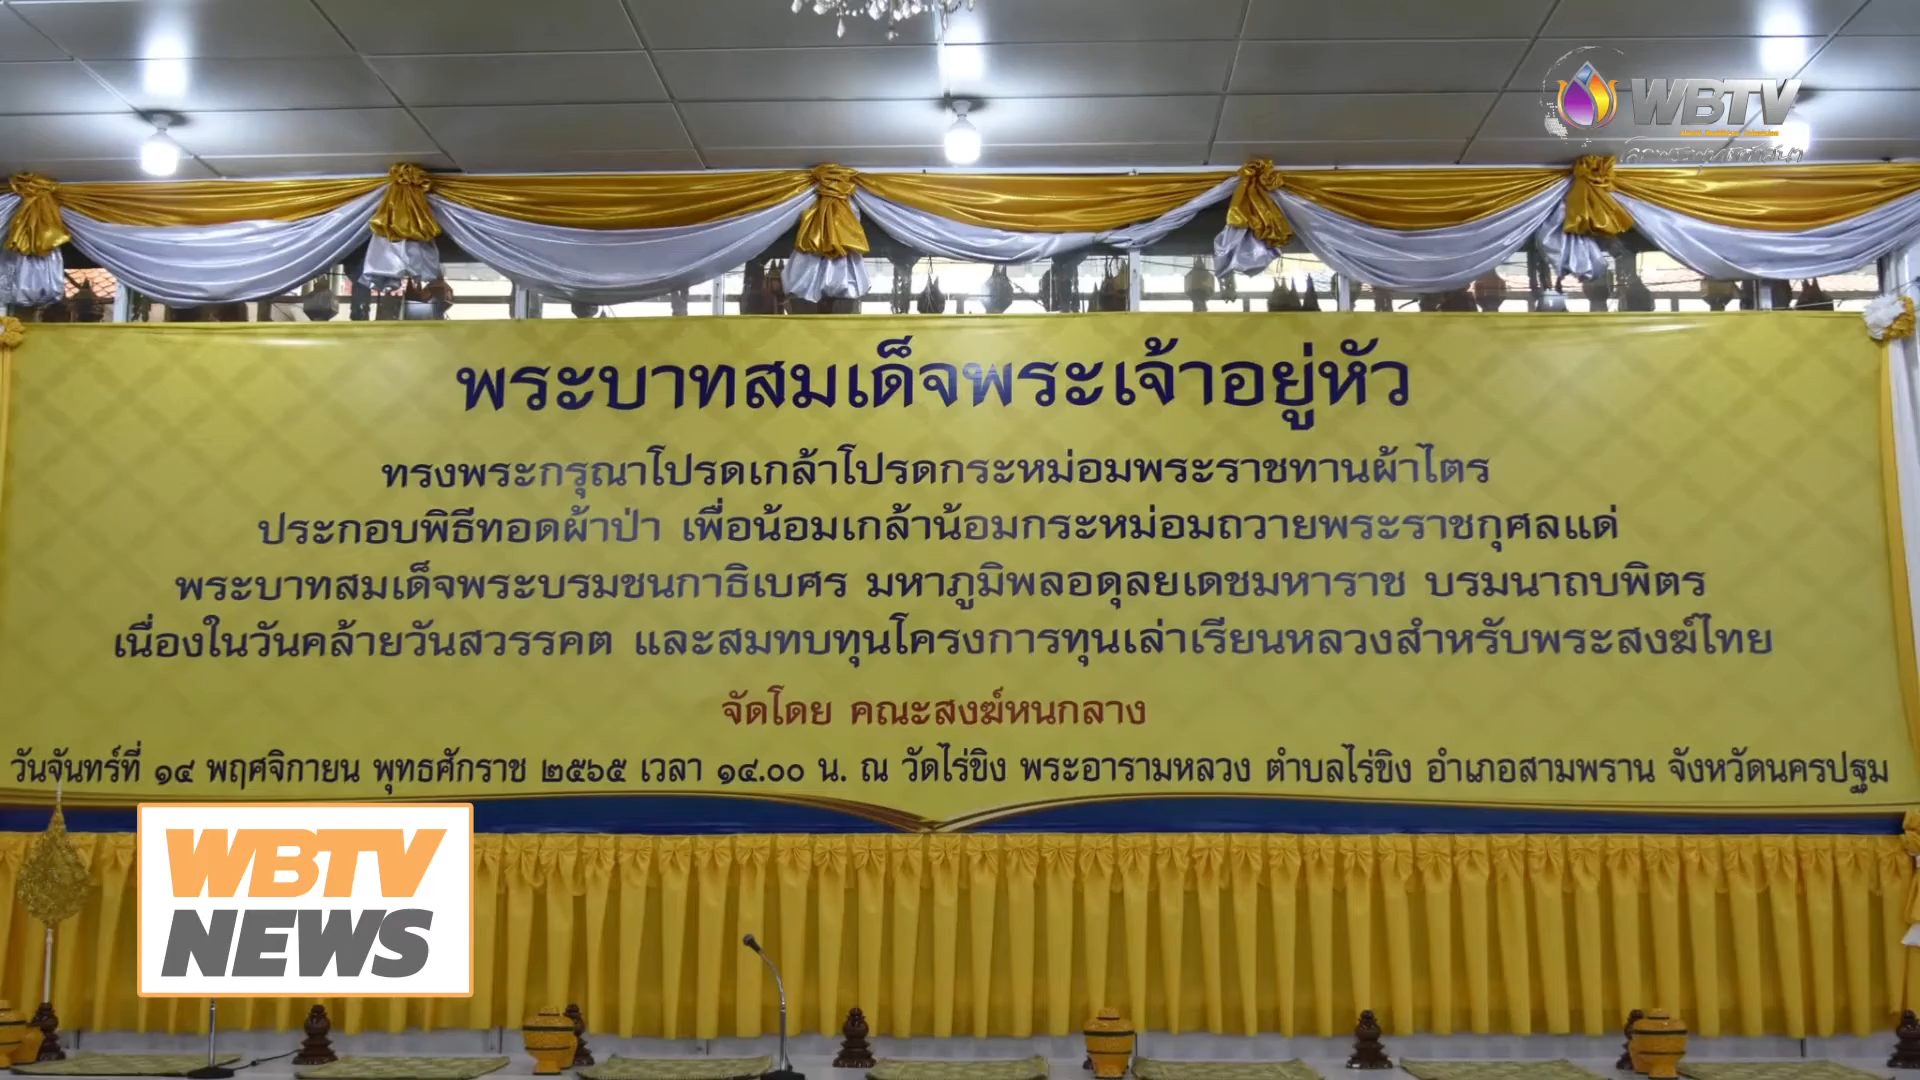 WBTV
พระบาทสมเด็จพระเจ้าอยู่หัว
ทรงพระกรุณาโปรดเกล้าโปรดกระหม่อมพระราชทานผ้าไตร
ประกอบพิธีทอดผ้าป่า เพื่อน้อมเกล้าน้อมกระหม่อมถวายพระราชกุศลแด่
พระบาทสมเด็จพระบรมชนกาธิเบศร มหาภูมิพลอดุลยเดชมหาราช บรมนาถบพิตร
เนื่องในวันคล้ายวันสวรรคต และสมทบทุนโครงการทุนเล่าเรียนหลวงสำหรับพระสงฆ์ไทย
จัดโดย คณะสงฆ์หนกลาง
วันจันทร์ที่ ๑๔ พฤศจิกายน พุทธศักราช ๒๕๖๕ เวลา ๑๔.๐๐ น. ณ วัดไร่ขิง พระอารามหลวง ตำบลไร่ขิง อำเภอสามพราน จังหวัดนครปฐม
WBTV
NEWS